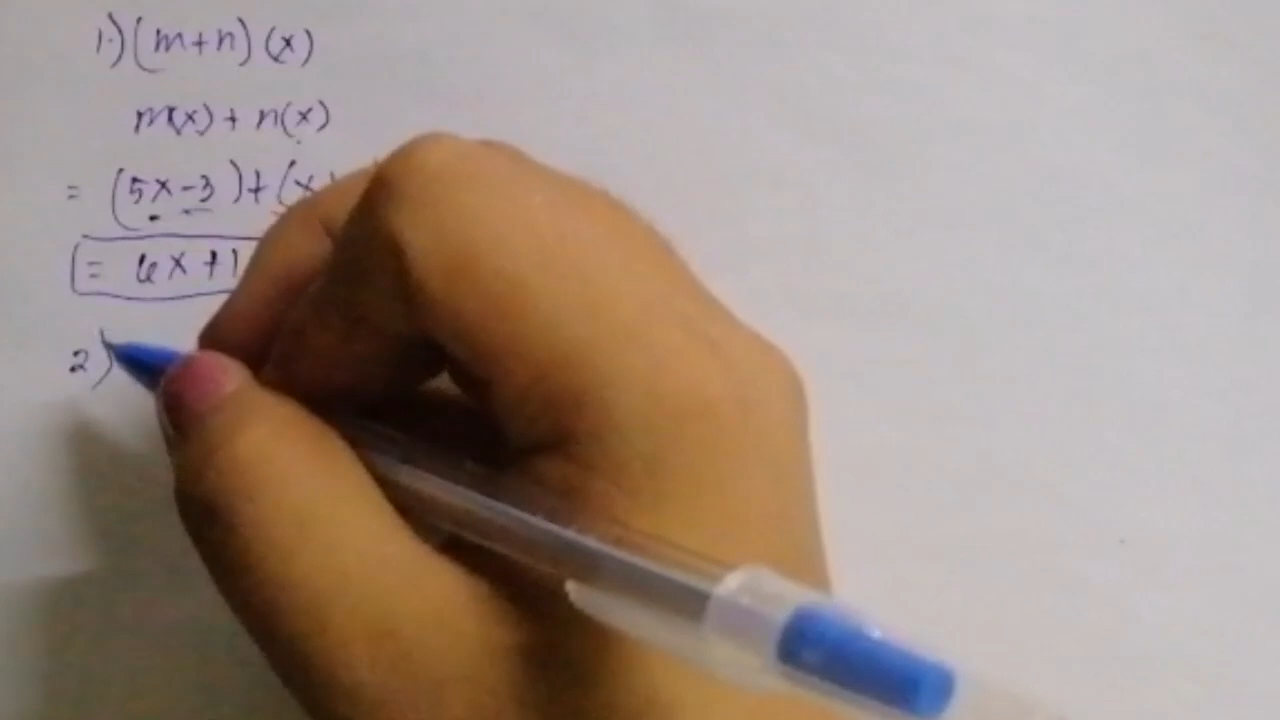 1.) (m+n) (x)
m(x) + n(x)
= (5x-3)+(x
= 6x+1
2)